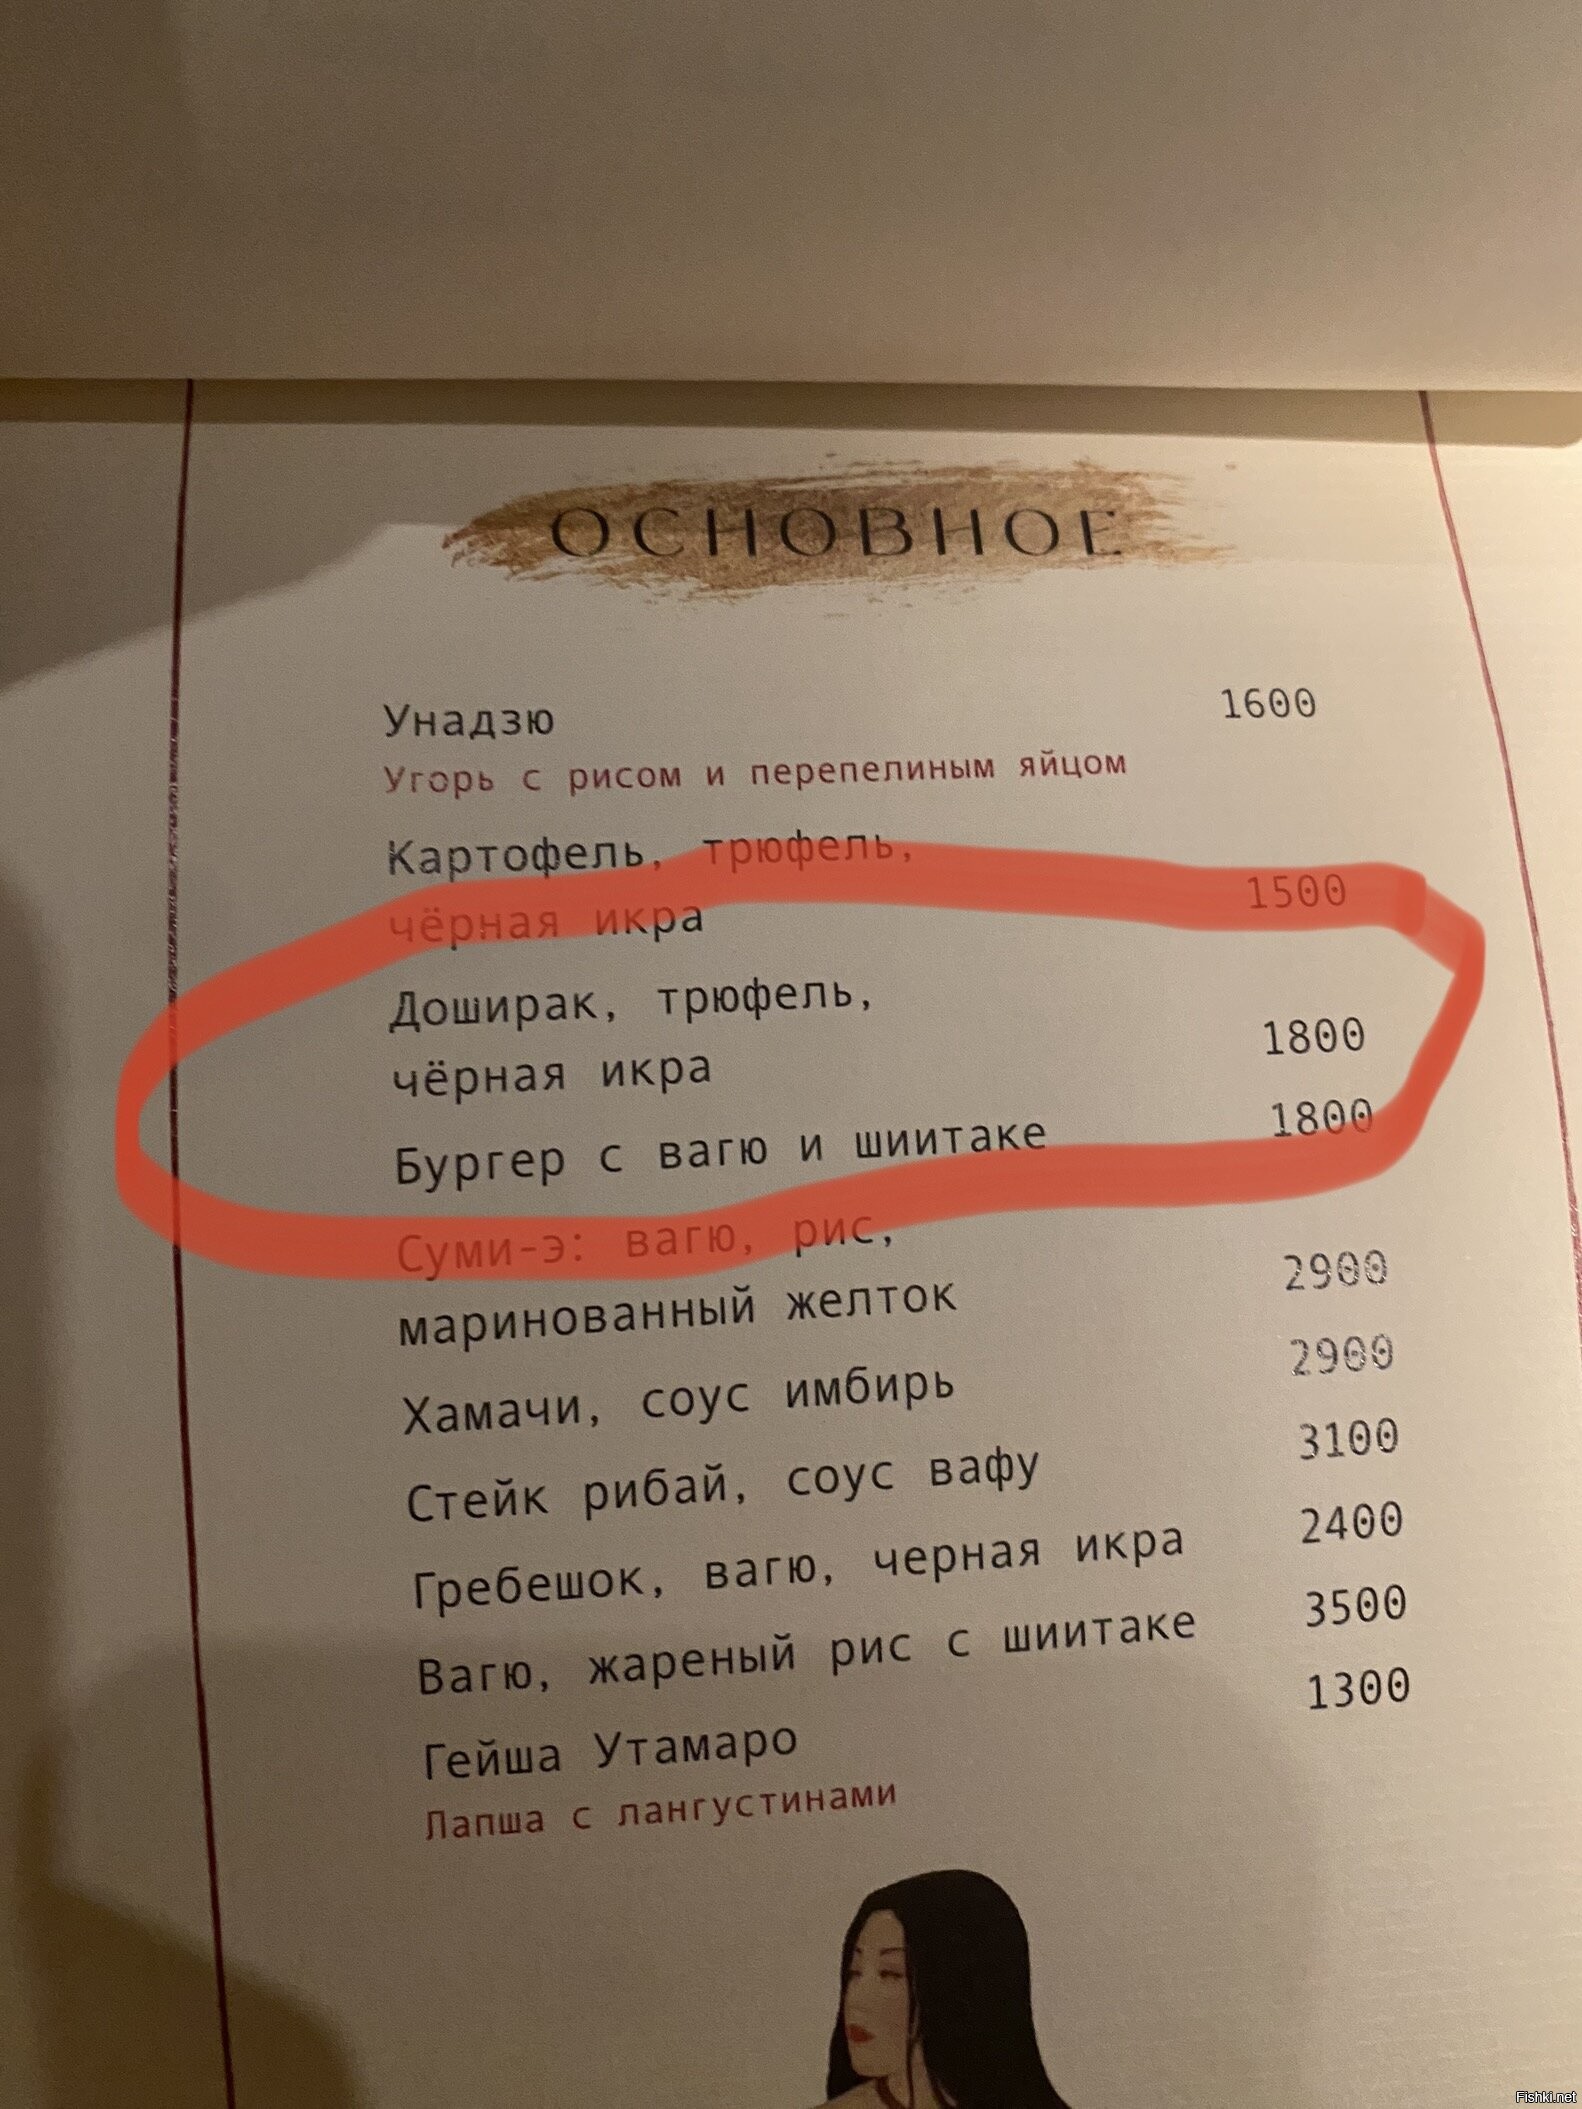 ОСНОВНОЕ
Унадзю 1600
Угорь с рисом и перепелиным яйцом
Картофель, трюфель,
чёрная икра 1500
Доширак, трюфель,
чёрная икра 1800
Бургер с вагю и шиитаке 1800
Суми-э: вагю, рис,
маринованный желток 2900
Хамачи, соус имбирь 2900
Стейк рибай, соус вафу 3100
Гребешок, вагю, черная икра 2400
Вагю, жареный рис с шиитаке 3500
Гейша Утамаро 1300
Лапша с лангустинами
Fishki.net